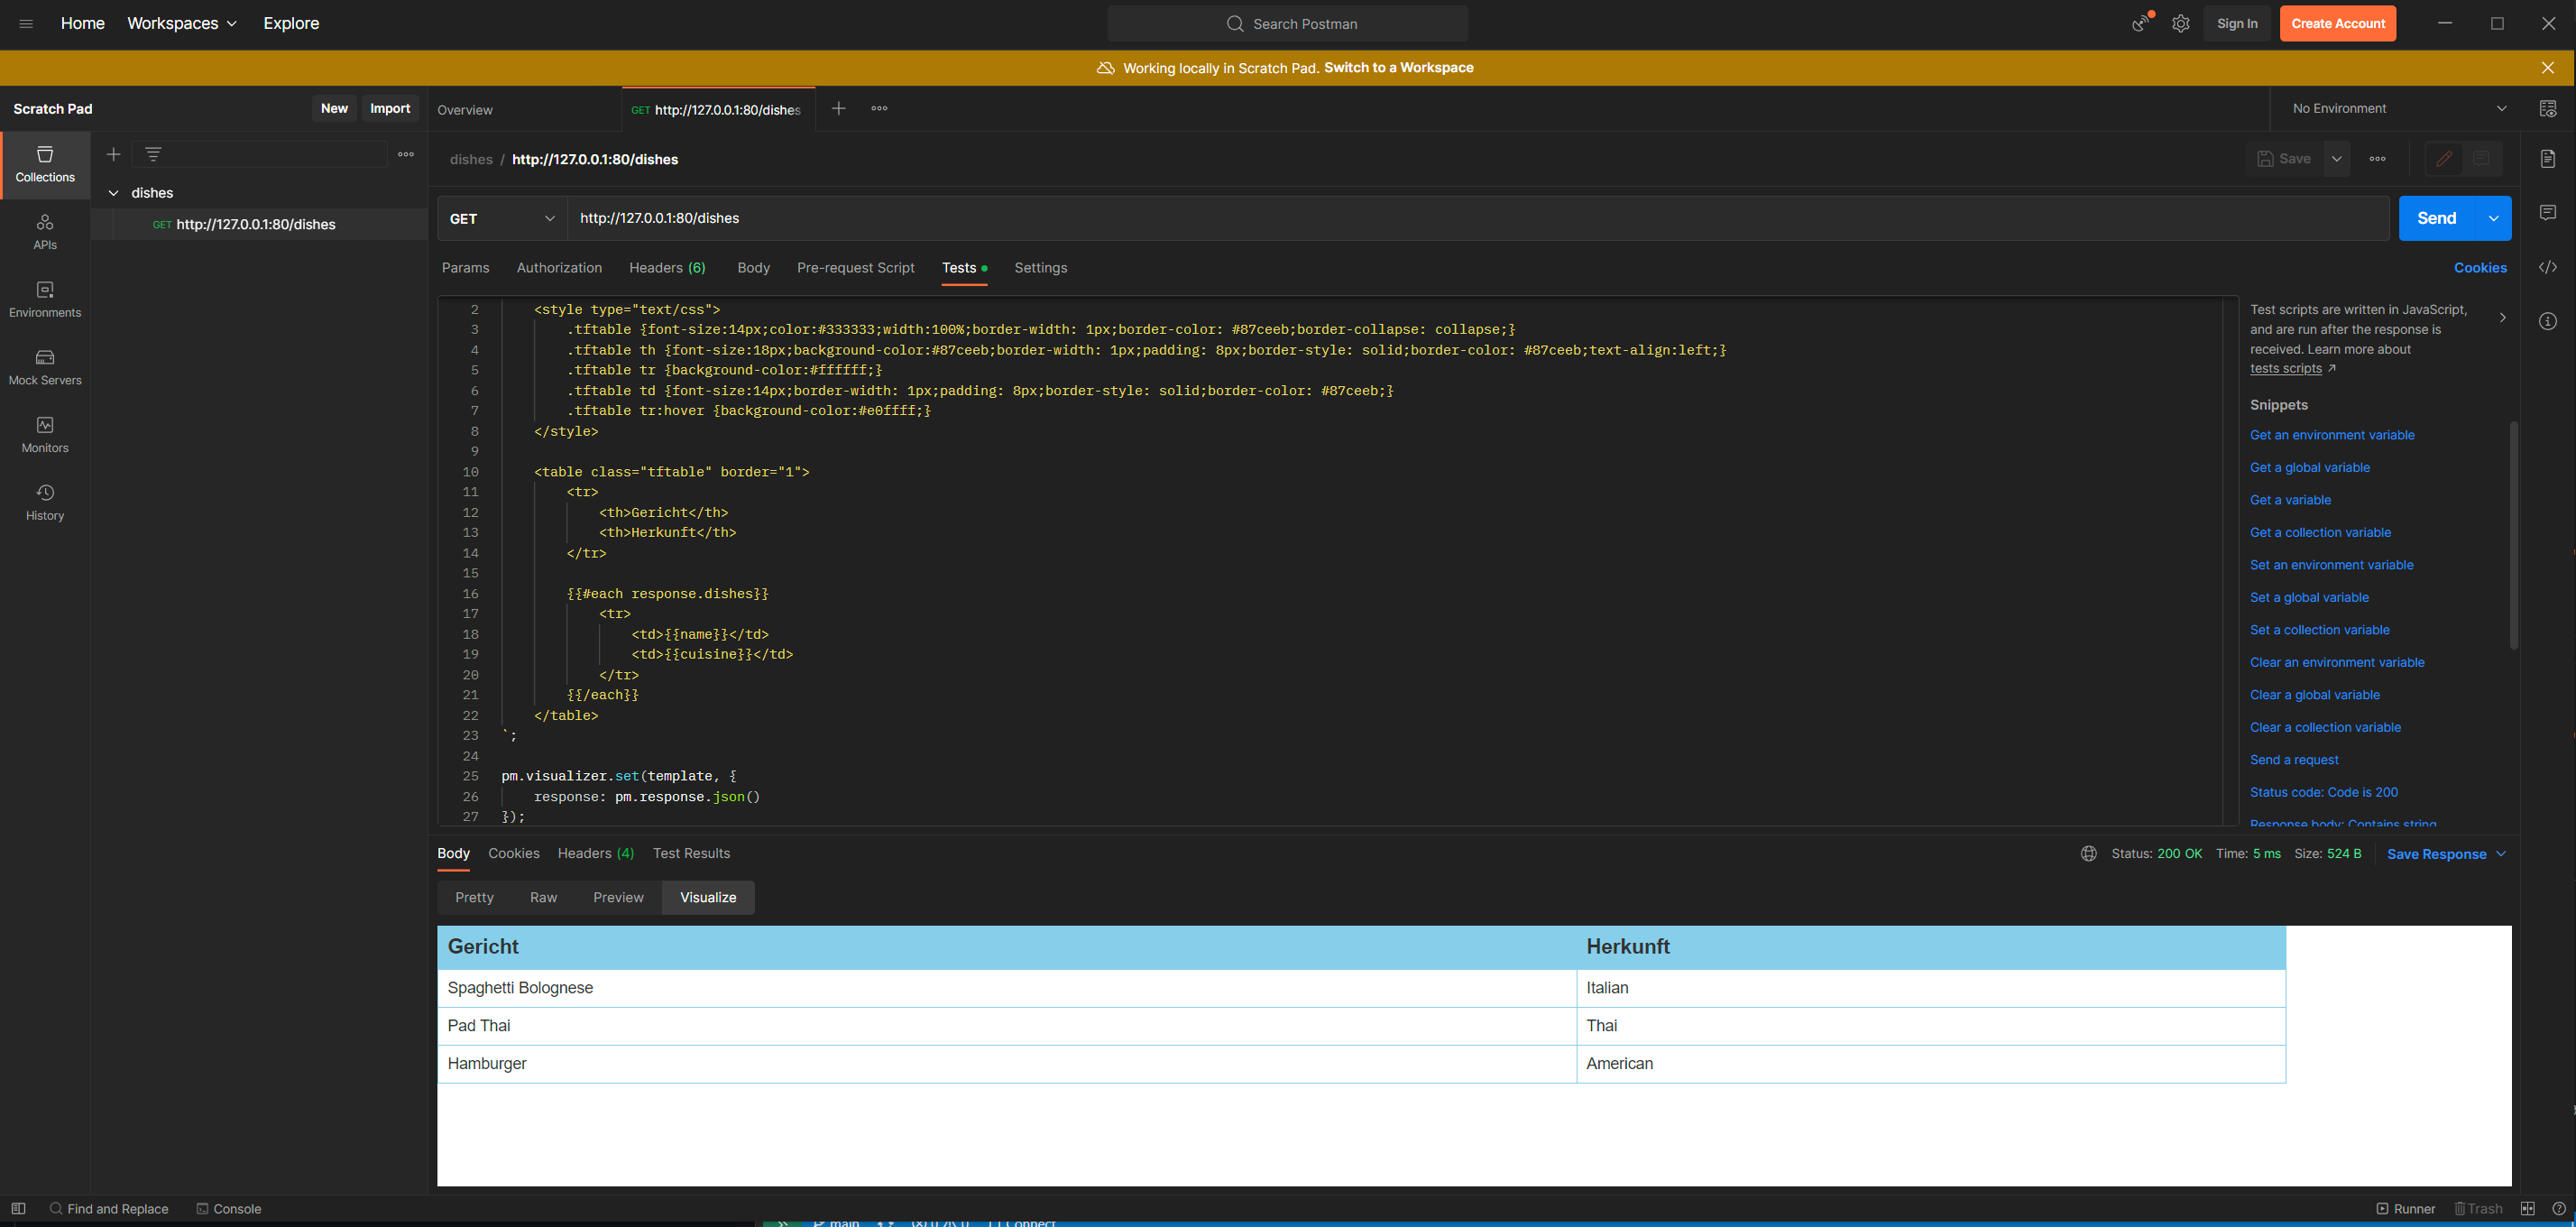 Home Workspaces Explore Search Postman Sign In Create Account
Working locally in Scratch Pad. Switch to a Workspace
Scratch Pad New Import Overview GET http://127.0.0.1:80/dishes No Environment
Collections
APIs
Environments
Mock Servers
Monitors
History
dishes
GET http://127.0.0.1:80/dishes
dishes / http://127.0.0.1:80/dishes Save
GET http://127.0.0.1:80/dishes Send
Params Authorization Headers (6) Body Pre-request Script Tests Settings Cookies
2 <style type="text/css">
3 .tftable {font-size:14px;color:#333333;width:100%;border-width: 1px;border-color: #87ceeb;border-collapse: collapse;}
4 .tftable th {font-size:18px;background-color:#87ceeb;border-width: 1px;padding: 8px;border-style: solid;border-color: #87ceeb;text-align:left;}
5 .tftable tr {background-color:#ffffff;}
6 .tftable td {font-size:14px;border-width: 1px;padding: 8px;border-style: solid;border-color: #87ceeb;}
7 .tftable tr:hover {background-color:#e0ffff;}
8 </style>
9
10 <table class="tftable" border="1">
11 <tr>
12 <th>Gericht</th>
13 <th>Herkunft</th>
14 </tr>
15
16 {{#each response.dishes}}
17 <tr>
18 <td>{{name}}</td>
19 <td>{{cuisine}}</td>
20 </tr>
21 {{/each}}
22 </table>
23 `;
24
25 pm.visualizer.set(template, {
26 response: pm.response.json()
27 });
Test scripts are written in JavaScript,
and are run after the response is
received. Learn more about
tests scripts ↗
Snippets
Get an environment variable
Get a global variable
Get a variable
Get a collection variable
Set an environment variable
Set a global variable
Set a collection variable
Clear an environment variable
Clear a global variable
Clear a collection variable
Send a request
Status code: Code is 200
Response body: Contains string
Body Cookies Headers (4) Test Results Status: 200 OK Time: 5 ms Size: 524 B Save Response
Pretty Raw Preview Visualize
Gericht Herkunft
Spaghetti Bolognese Italian
Pad Thai Thai
Hamburger American
Find and Replace Console Runner Trash
main Connect